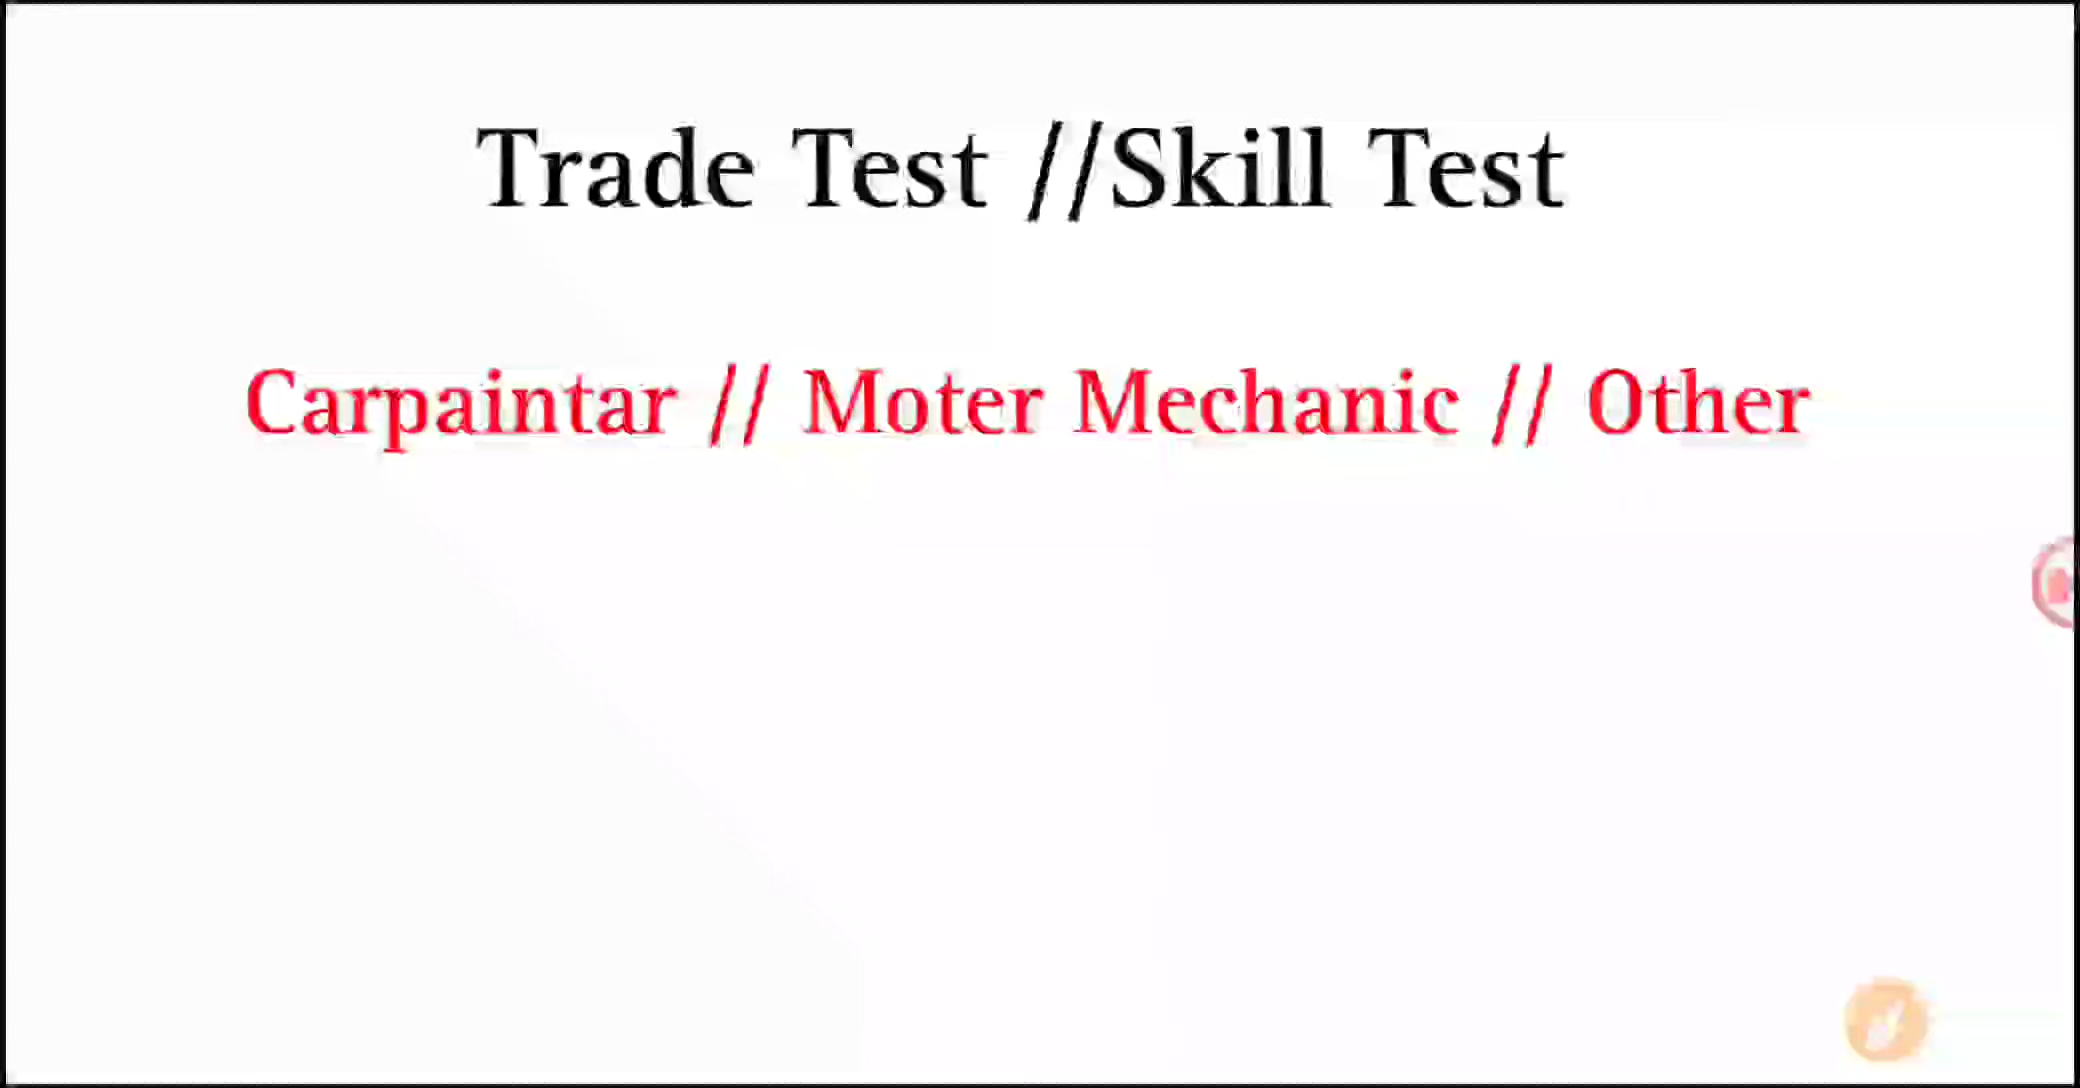 Trade Test //Skill Test
Carpaintar // Moter Mechanic // Other